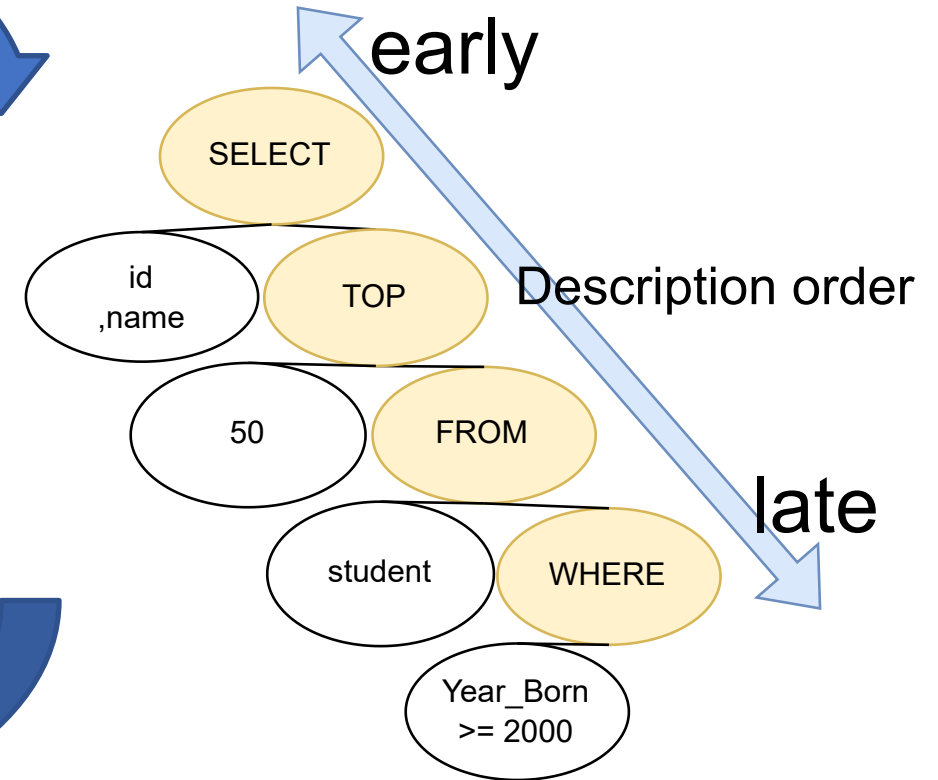 early
SELECT
id
,name
TOP
Description order
50
FROM
late
student
WHERE
Year_Born
>= 2000